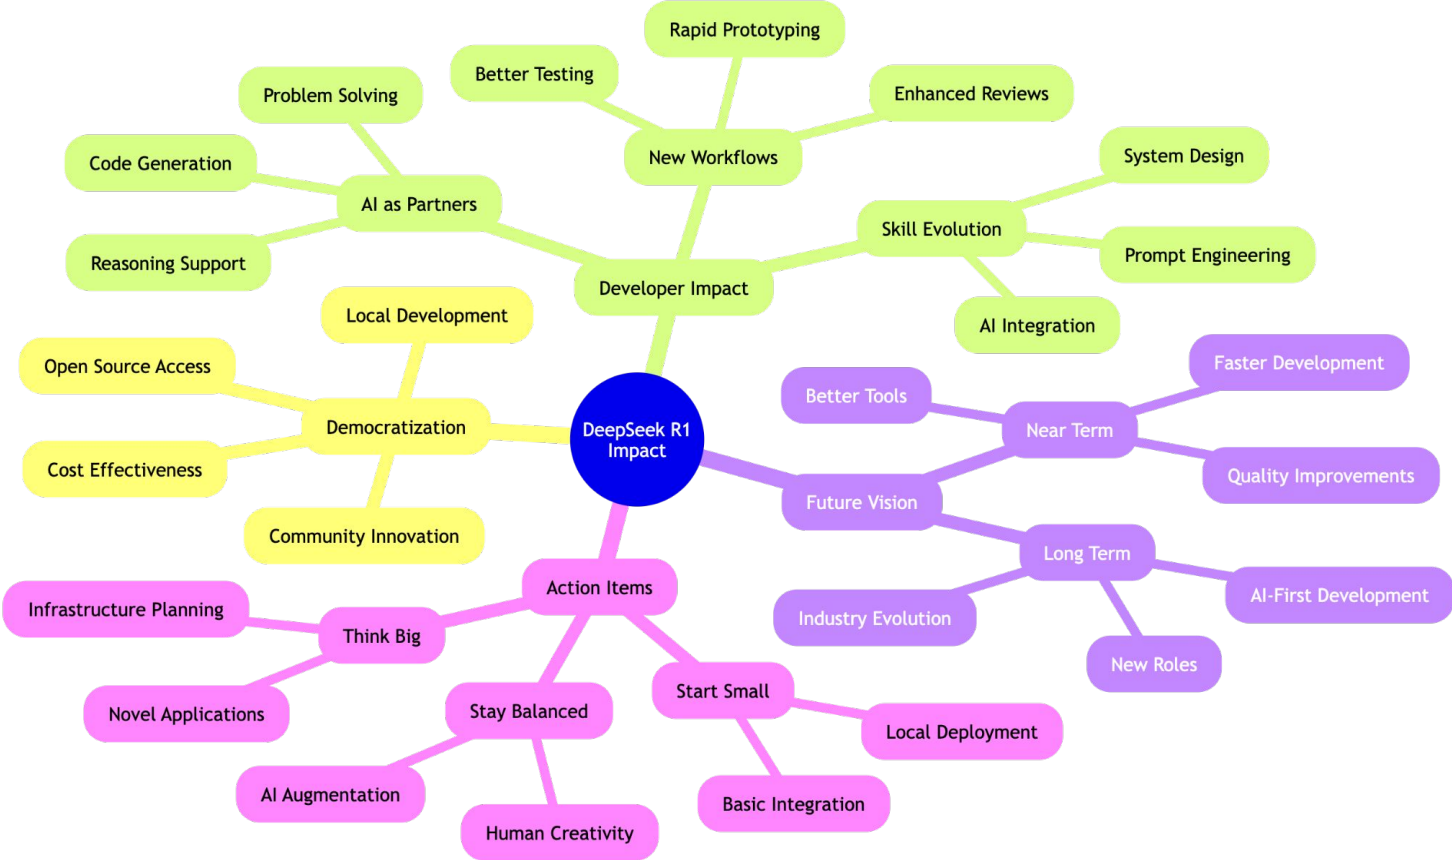 Rapid Prototyping
Better Testing
Enhanced Reviews
Problem Solving
New Workflows
Code Generation
System Design
AI as Partners
Skill Evolution
Reasoning Support
Prompt Engineering
Developer Impact
AI Integration
Local Development
Open Source Access
Democratization
Cost Effectiveness
Community Innovation
DeepSeek R1
Impact
Faster Development
Better Tools
Near Term
Quality Improvements
Future Vision
Long Term
AI-First Development
Industry Evolution
New Roles
Action Items
Infrastructure Planning
Think Big
Novel Applications
Stay Balanced
Start Small
Local Deployment
AI Augmentation
Basic Integration
Human Creativity